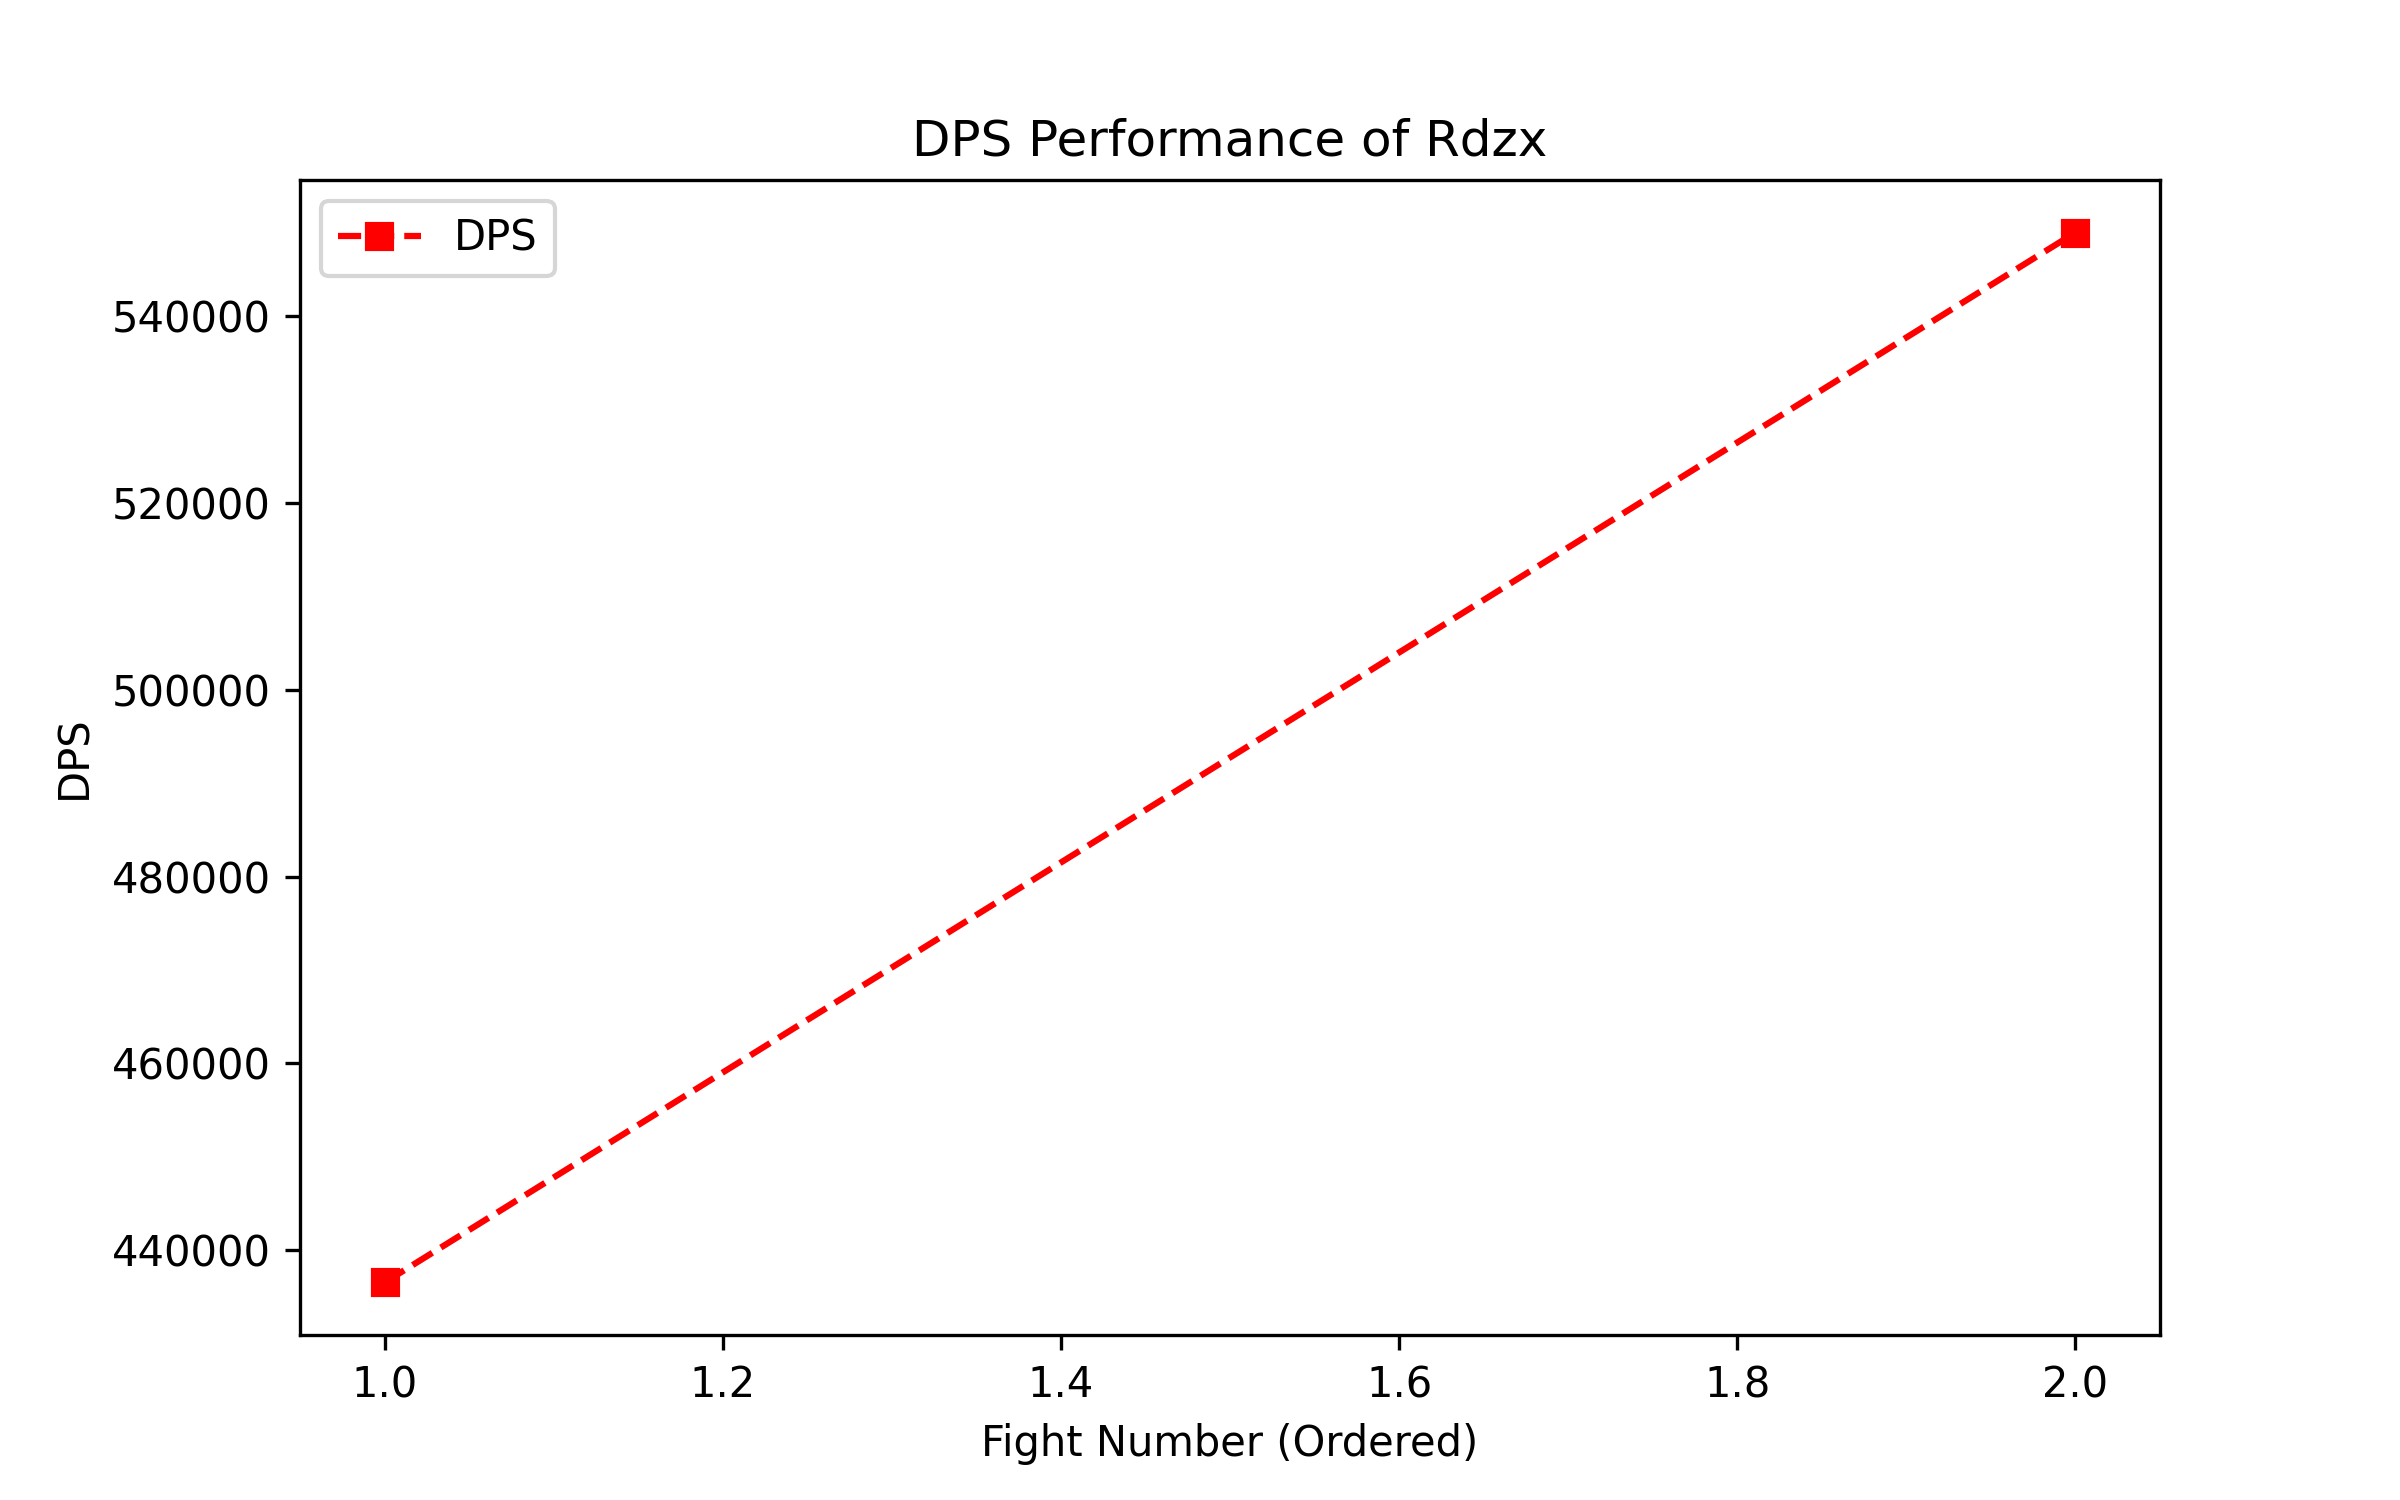 DPS Performance of Rdzx
DPS
540000
520000
500000
480000
460000
440000
DPS
1.0 1.2 1.4 1.6 1.8 2.0
Fight Number (Ordered)